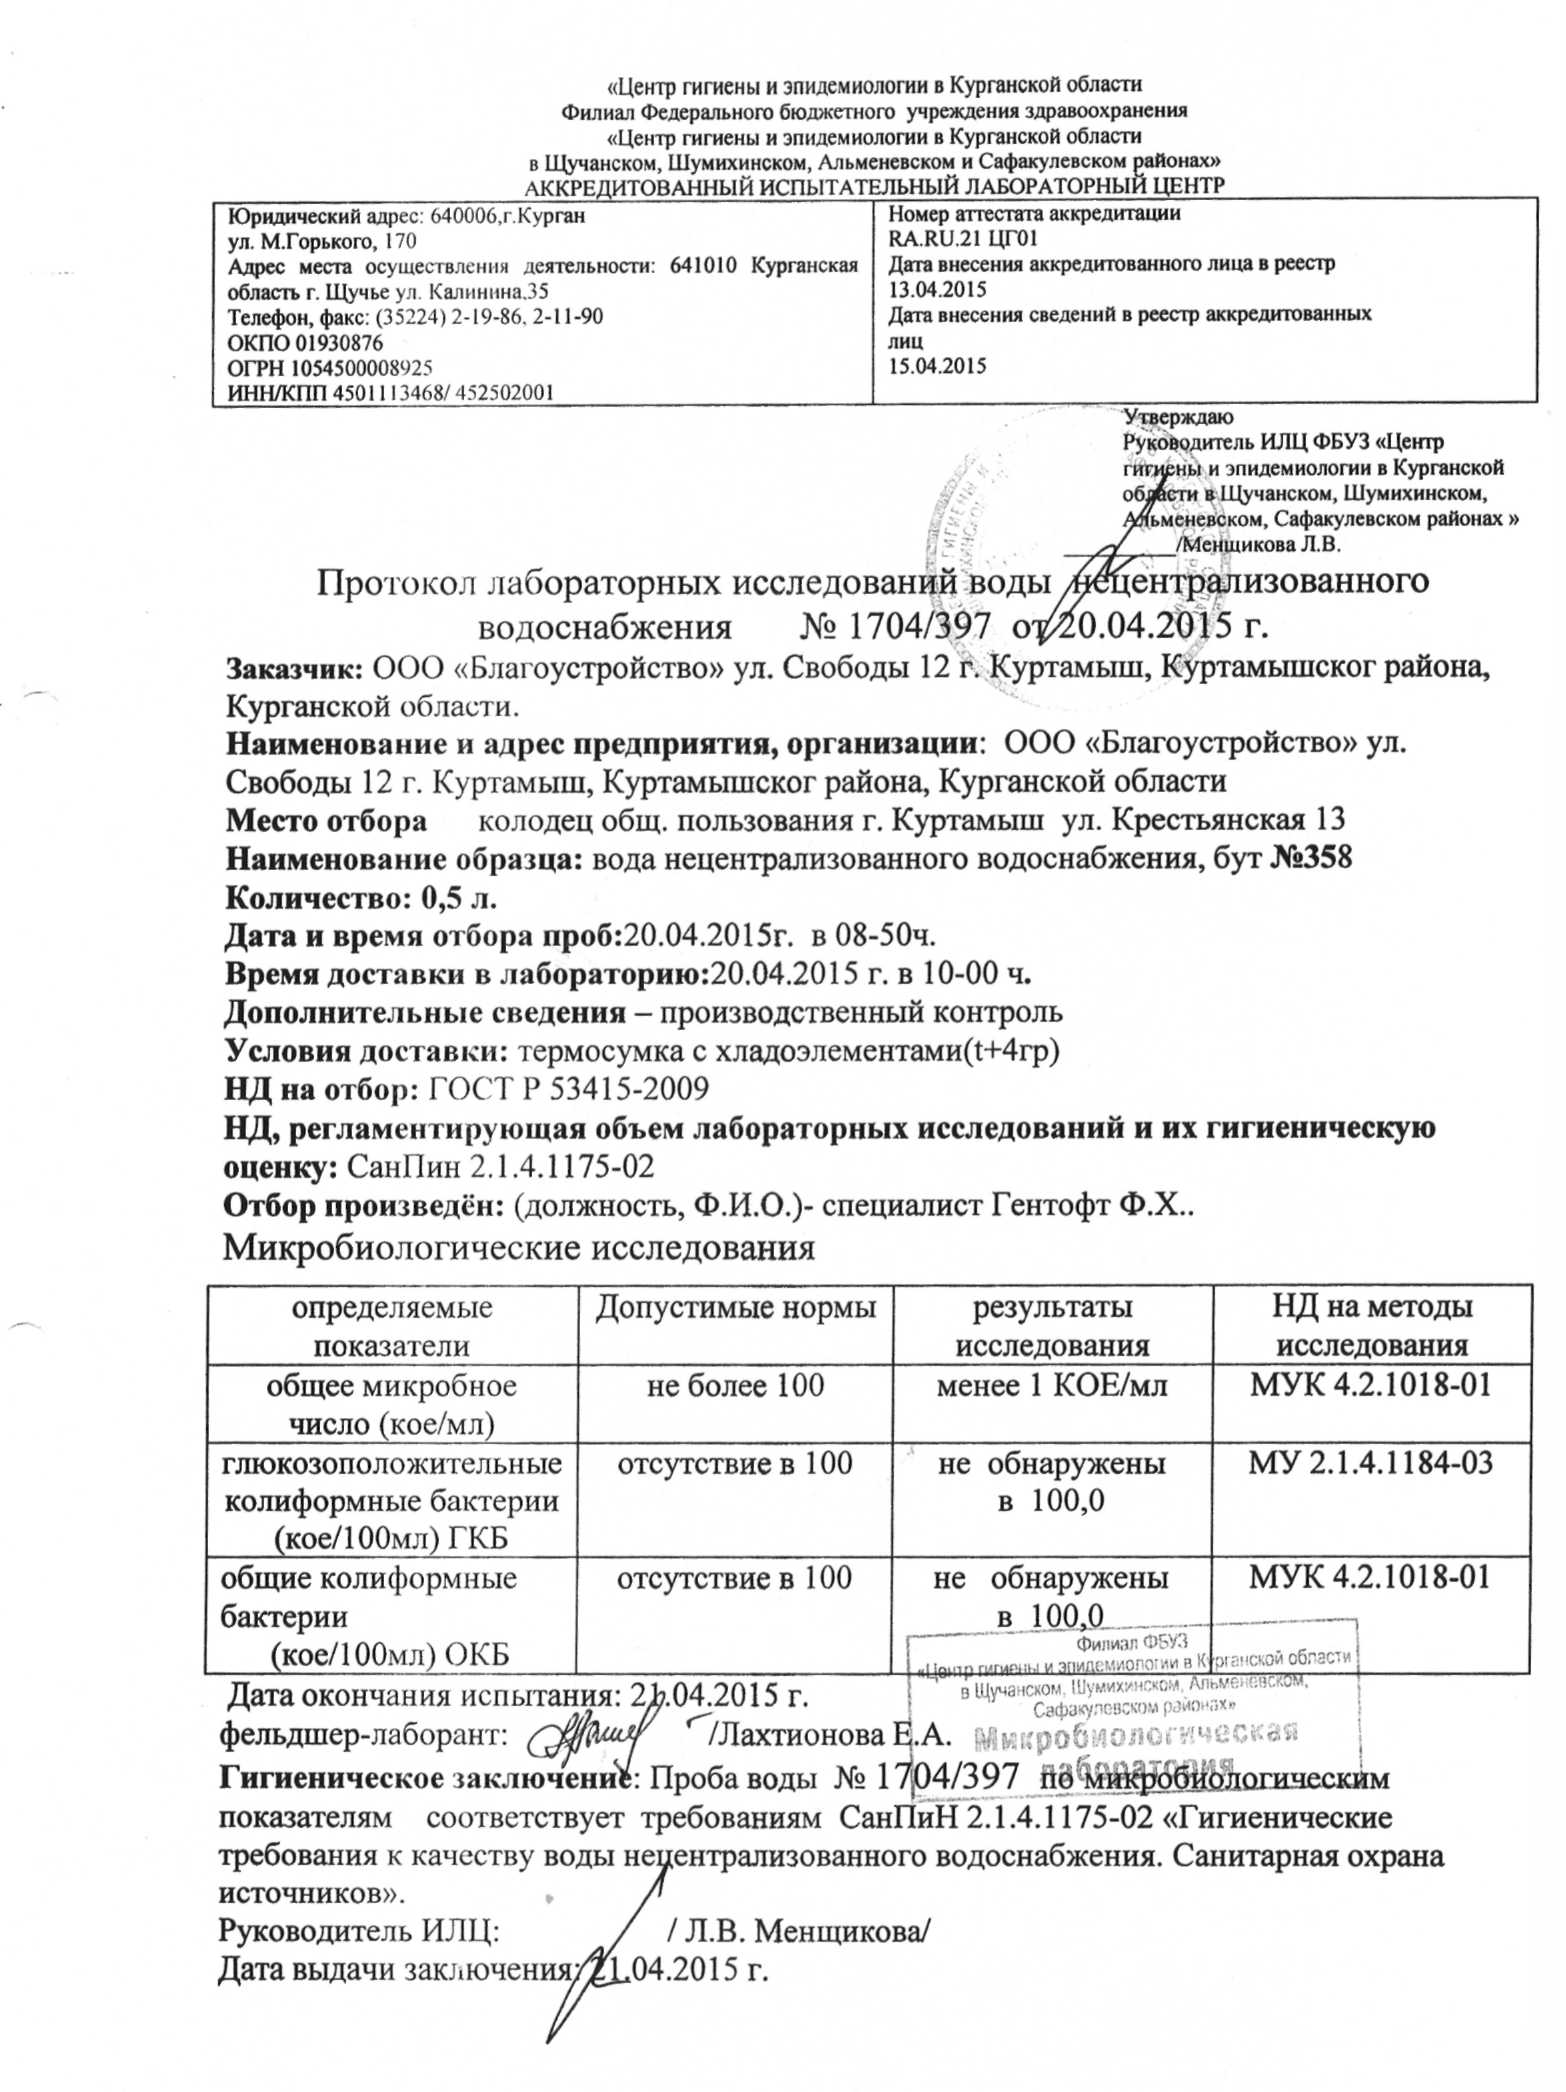 «Центр гигиены и эпидемиологии в Курганской области
Филиал Федерального бюджетного учреждения здравоохранения
«Центр гигиены и эпидемиологии в Курганской области
в Щучанском, Шумихинском, Альменевском и Сафакулевском районах»
АККРЕДИТОВАННЫЙ ИСПЫТАТЕЛЬНЫЙ ЛАБОРАТОРНЫЙ ЦЕНТР
Юридический адрес: 640006,г.Курган
ул. М.Горького, 170
Адрес места осуществления деятельности: 641010 Курганская
область г. Щучье ул. Калинина,35
Телефон, факс: (35224) 2-19-86, 2-11-90
ОКПО 01930876
ОГРН 1054500008925
ИНН/КПП 4501113468/ 452502001
Номер аттестата аккредитации
RA.RU.21 ЦГ01
Дата внесения аккредитованного лица в реестр
13.04.2015
Дата внесения сведений в реестр аккредитованных
лиц
15.04.2015
Утверждаю
Руководитель ИЛЦ ФБУЗ «Центр
гигиены и эпидемиологии в Курганской
области в Щучанском, Шумихинском,
Альменевском, Сафакулевском районах »
/Менщикова Л.В.
Протокол лабораторных исследований воды нецентрализованного
водоснабжения № 1704/397 от 20.04.2015 г.
Заказчик: ООО «Благоустройство» ул. Свободы 12 г. Куртамыш, Куртамышског района,
Курганской области.
Наименование и адрес предприятия, организации: ООО «Благоустройство» ул.
Свободы 12 г. Куртамыш, Куртамышског района, Курганской области
Место отбора колодец общ. пользования г. Куртамыш ул. Крестьянская 13
Наименование образца: вода нецентрализованного водоснабжения, бут №358
Количество: 0,5 л.
Дата и время отбора проб:20.04.2015г. в 08-50ч.
Время доставки в лабораторию:20.04.2015 г. в 10-00 ч.
Дополнительные сведения – производственный контроль
Условия доставки: термосумка с хладоэлементами(t+4гр)
НД на отбор: ГОСТ Р 53415-2009
НД, регламентирующая объем лабораторных исследований и их гигиеническую
оценку: СанПин 2.1.4.1175-02
Отбор произведён: (должность, Ф.И.О.)- специалист Гентофт Ф.Х..
Микробиологические исследования
определяемые
показатели
Допустимые нормы
результаты
исследования
НД на методы
исследования
общее микробное
число (кое/мл)
не более 100
менее 1 КОЕ/мл
МУК 4.2.1018-01
глюкозоположительные
колиформные бактерии
(кое/100мл) ГКБ
отсутствие в 100
не обнаружены
в 100,0
МУ 2.1.4.1184-03
общие колиформные
бактерии
(кое/100мл) ОКБ
отсутствие в 100
не обнаружены
в 100,0
МУК 4.2.1018-01
Филиал ФБУЗ
«Центр гигиены и эпидемиологии в Курганской области
в Щучанском, Шумихинском, Альменевском,
Сафакулевском районах»
Микробиологическая
лаборатория
Дата окончания испытания: 21.04.2015 г.
фельдшер-лаборант: /Лахтионова Е.А.
Гигиеническое заключение: Проба воды № 1704/397 по микробиологическим
показателям соответствует требованиям СанПиН 2.1.4.1175-02 «Гигиенические
требования к качеству воды нецентрализованного водоснабжения. Санитарная охрана
источников».
Руководитель ИЛЦ: / Л.В. Менщикова/
Дата выдачи заключения: 21.04.2015 г.